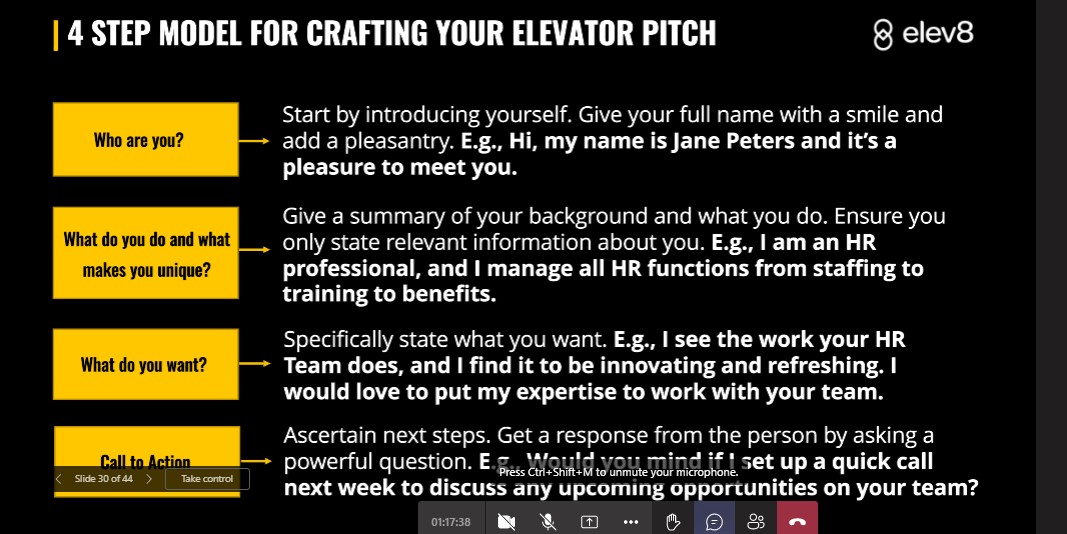 4 STEP MODEL FOR CRAFTING YOUR ELEVATOR PITCH
elev8
Who are you?
Start by introducing yourself. Give your full name with a smile and
add a pleasantry. E.g., Hi, my name is Jane Peters and it’s a
pleasure to meet you.
What do you do and what
makes you unique?
Give a summary of your background and what you do. Ensure you
only state relevant information about you. E.g., I am an HR
professional, and I manage all HR functions from staffing to
training to benefits.
What do you want?
Specifically state what you want. E.g., I see the work your HR
Team does, and I find it to be innovating and refreshing. I
would love to put my expertise to work with your team.
Call to Action
Ascertain next steps. Get a response from the person by asking a
powerful question. E.g., Would you mind if I set up a quick call
next week to discuss any upcoming opportunities on your team?
Slide 30 of 44
Take control
Press Ctrl+Shift+M to unmute your microphone.
01:17:38